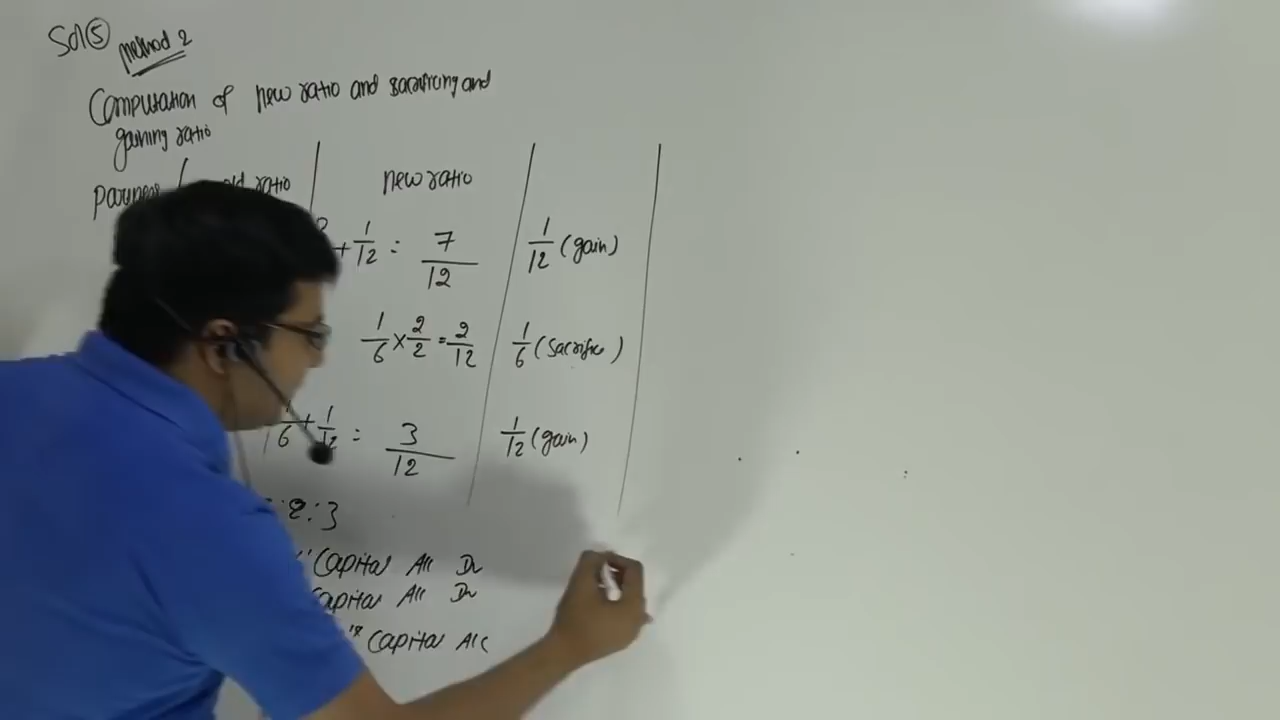 Sol ⑤ method 2
Computation of new ratio and sacrificing and
gaining ratio
Partner old ratio new ratio
+ 1/12 = 7/12 1/12 (gain)
1/6 × 2/2 = 2/12 1/6 (sacrifice)
1/6 + 1/12 = 3/12 1/12 (gain)
: 2 : 3
Capital A/c Dr
Capital A/c Dr
Capital A/c